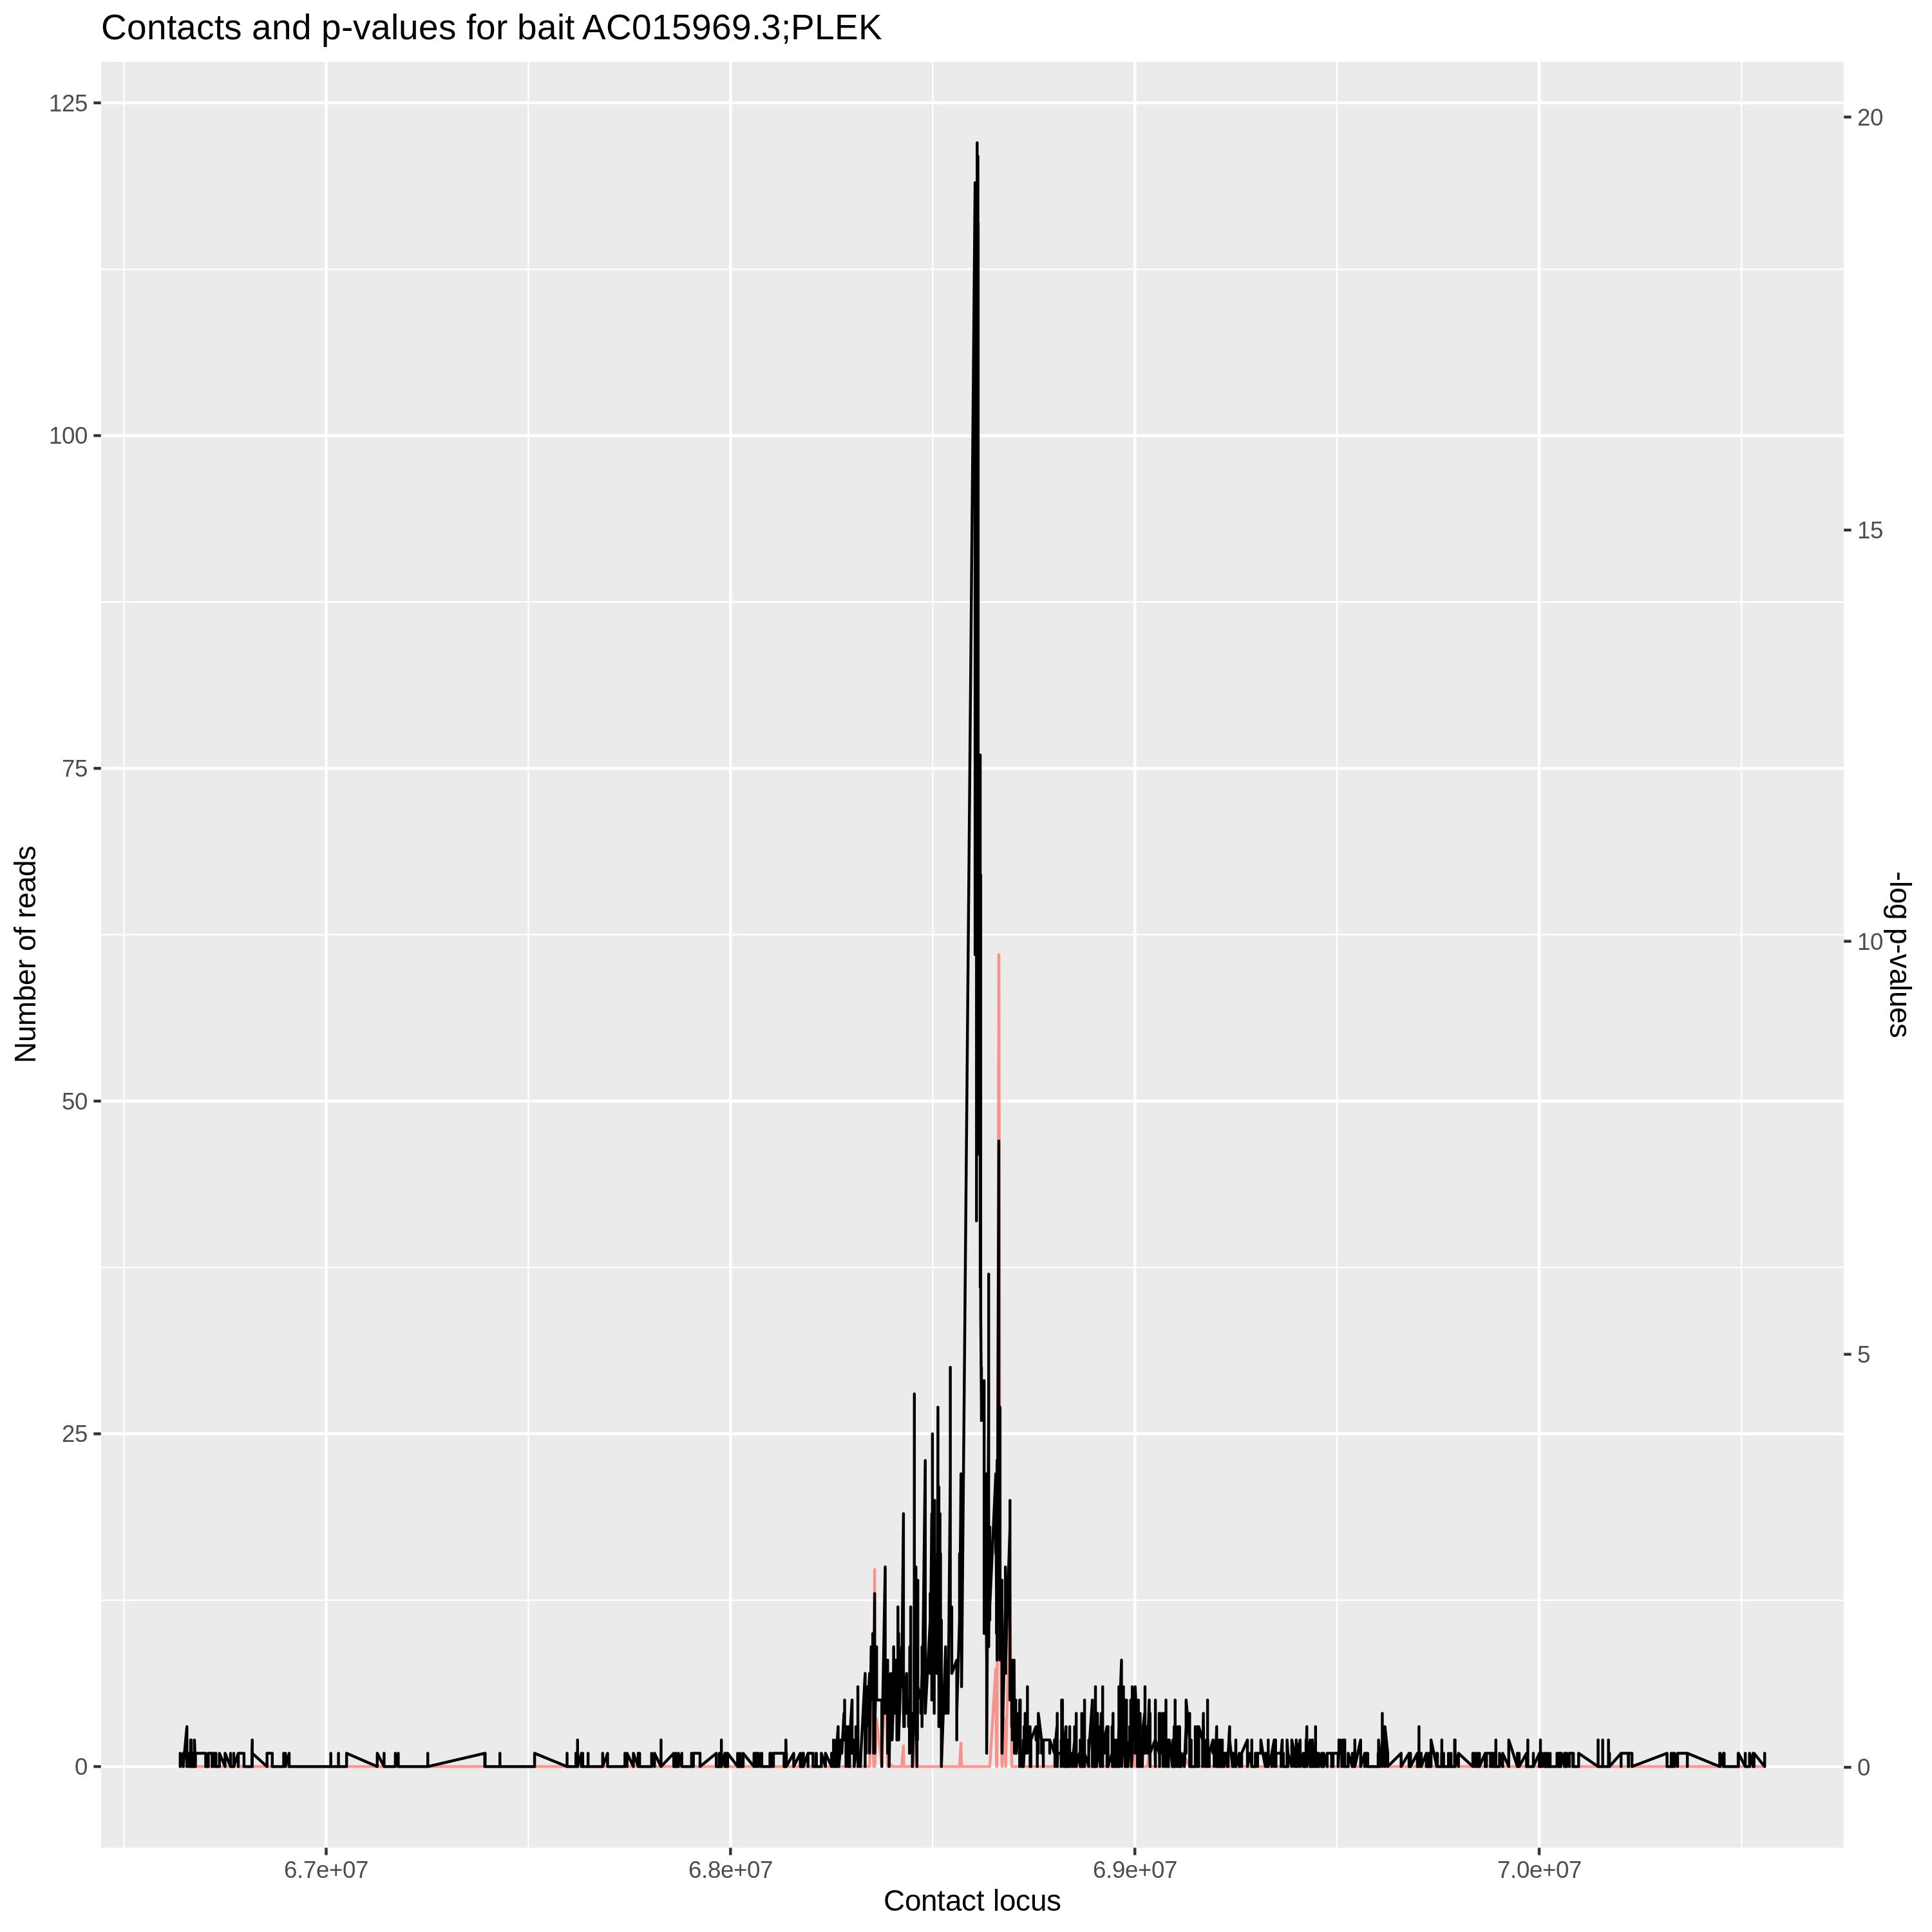 Contacts and p-values for bait AC015969.3;PLEK
125
100
75
50
25
0
Number of reads
20
15
10
5
0
-log p-values
6.7e+07
6.8e+07
6.9e+07
7.0e+07
Contact locus